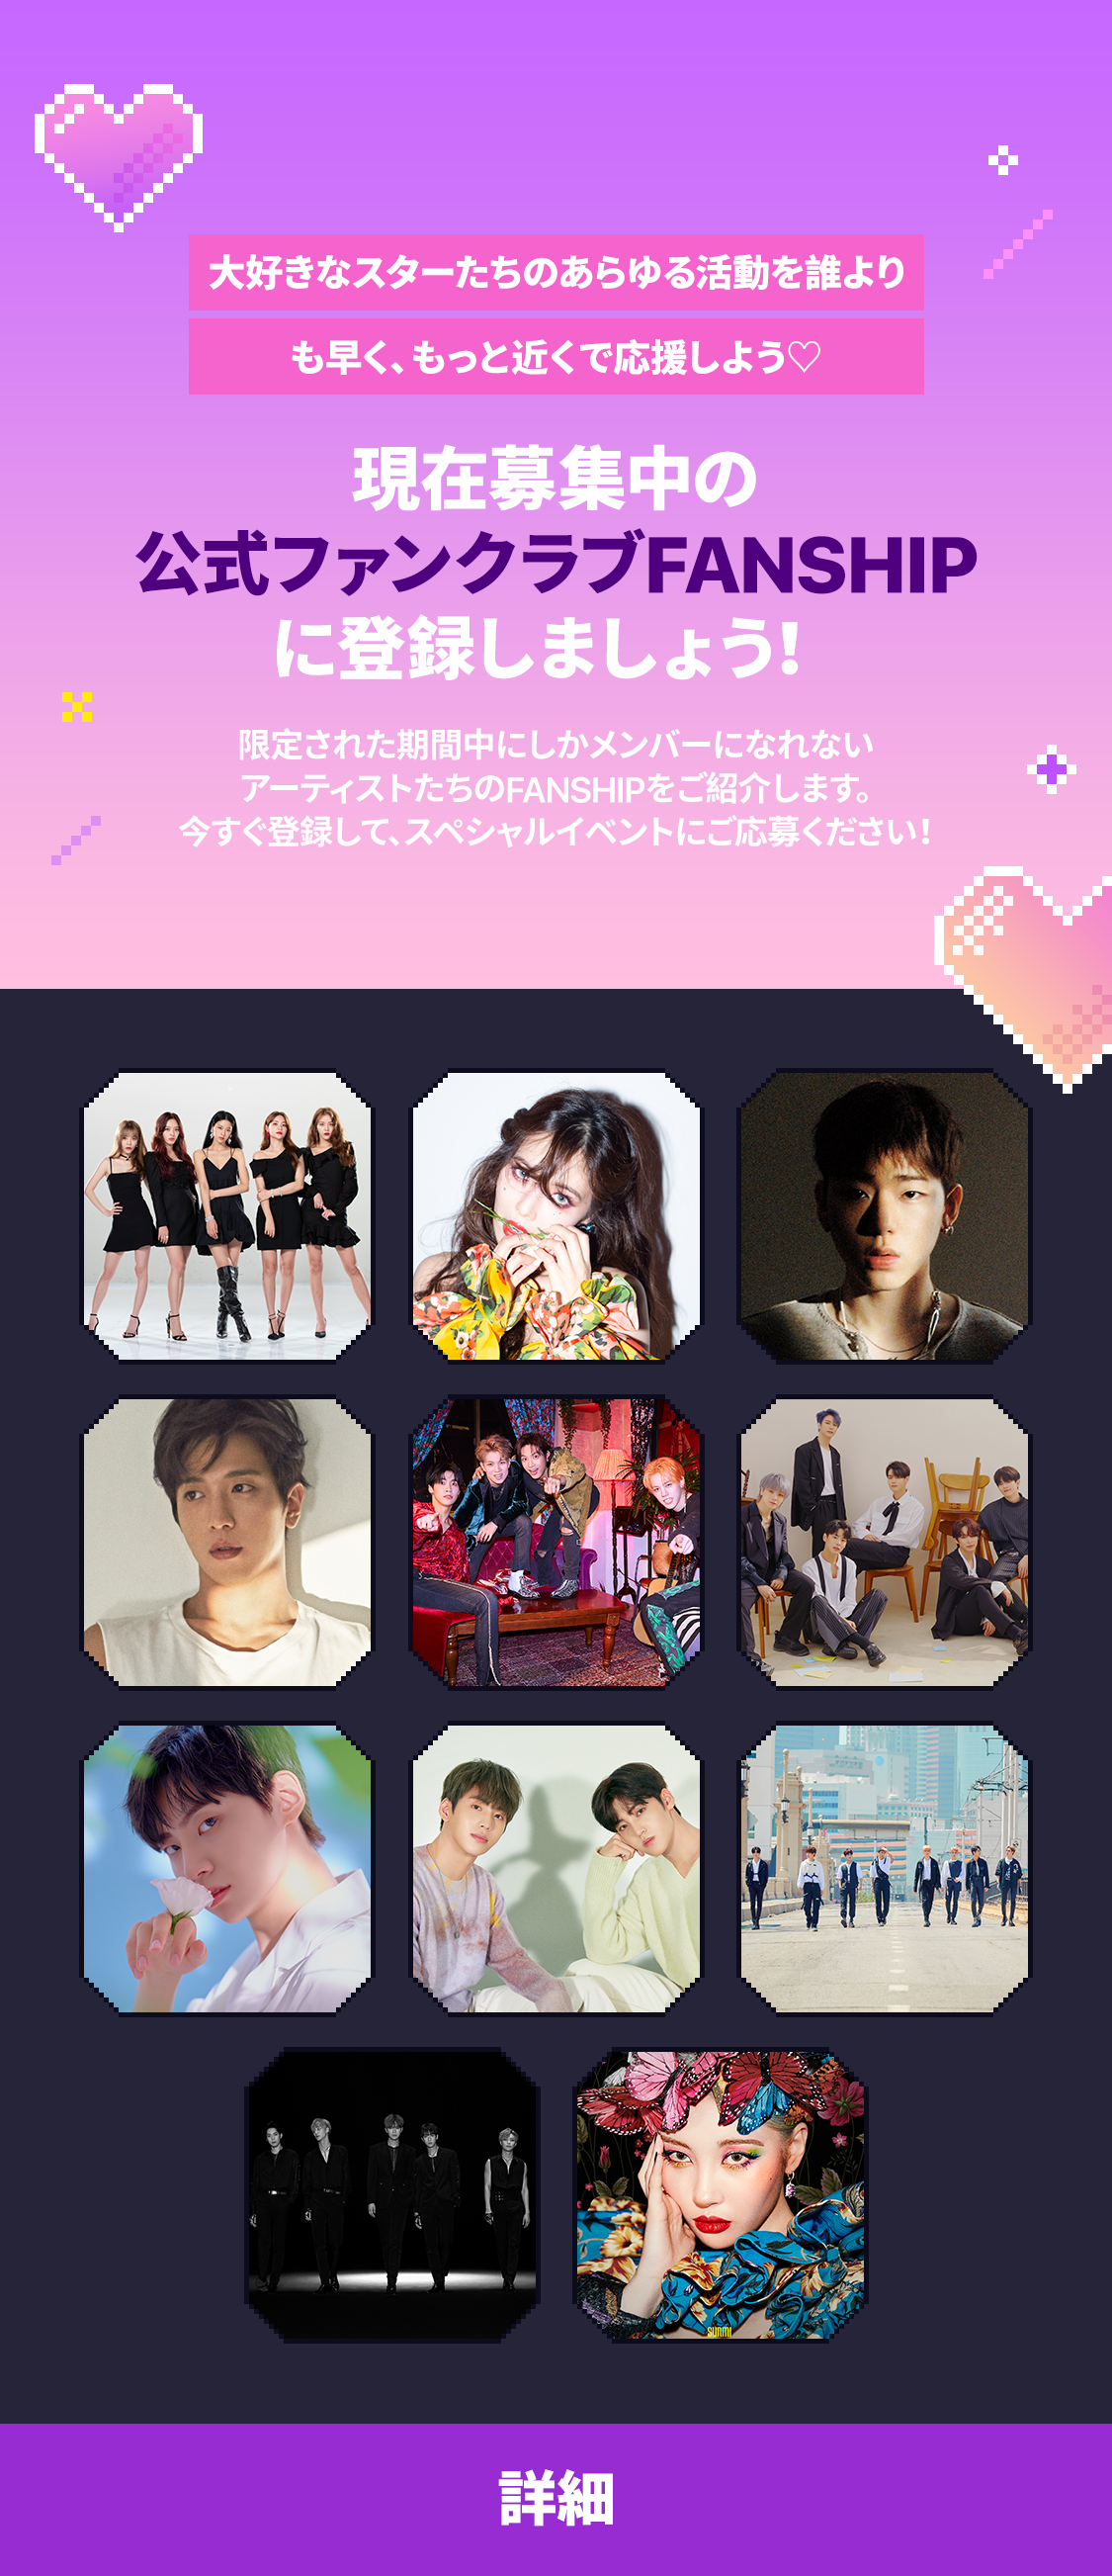 大好きなスターたちのあらゆる活動を誰より
も早く、もっと近くで応援しよう♡
現在募集中の
公式ファンクラブFANSHIP
に登録しましょう!
限定された期間中にしかメンバーになれない
アーティストたちのFANSHIPをご紹介します。
今すぐ登録して、スペシャルイベントにご応募ください!
SUNMI
詳細